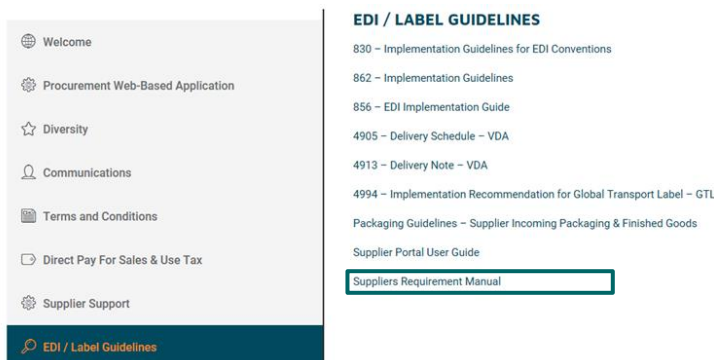 Welcome
Procurement Web-Based Application
Diversity
Communications
Terms and Conditions
Direct Pay For Sales & Use Tax
Supplier Support
EDI / Label Guidelines
EDI / LABEL GUIDELINES
830 – Implementation Guidelines for EDI Conventions
862 – Implementation Guidelines
856 – EDI Implementation Guide
4905 – Delivery Schedule – VDA
4913 – Delivery Note – VDA
4994 – Implementation Recommendation for Global Transport Label – GTL
Packaging Guidelines – Supplier Incoming Packaging & Finished Goods
Supplier Portal User Guide
Suppliers Requirement Manual